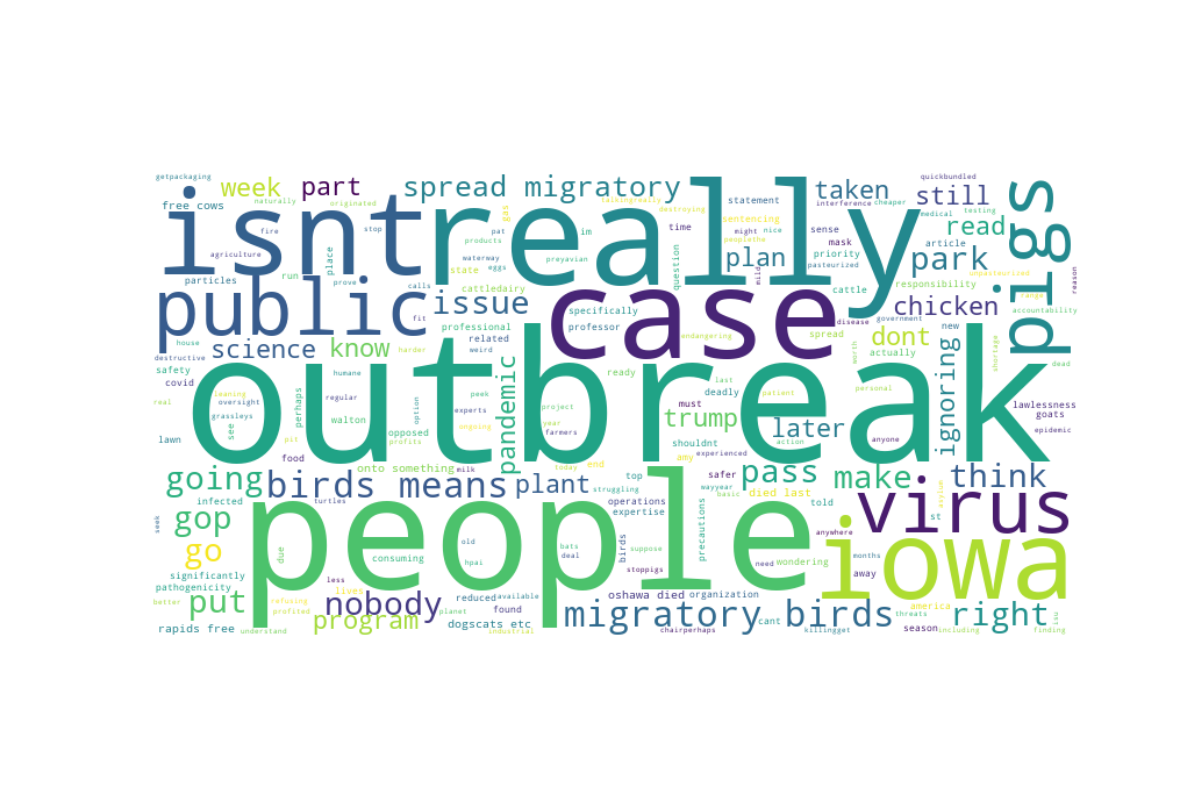 getpackaging
quickbundled
week part spread migratory taken still
free cows naturally originated gas talkingreally destroying statement interference cheaper
isnt really
pigs
fire stop pat im time sentencing might nice peoplethe sense medical testing read
agriculture products preyavian question plan mask article park
particles run place state waterway eggs mild pasteurized priority unpasteurized
prove cattledairy cattle responsibility range reason
public issue case chicken
calls fit specifically accountability
house professional professor endangering spread disease government dont new
destructive science know harder related weird actually shortage dead
safety humane pandemic ready last deadly worth ignoring
covid oversight perhaps regular peek
outbreak
real cleaning grassleys see walton option profits experts project year must personal patient lawlessness goats
lawn pit opposed ongoing farmers trump shouldnt action anyone later experienced epidemic
food onto something milk today amy end top safer
going birds means plant pass make think
infected turtles struggling died last wayyear basic asylum
gop people virus
operations expertise told st
seek go due consuming old bats deal birds precautions anywhere iowa
significantly hpai stoppigs suppose need wondering months away
pathogenicity less lives
better put refusing profited nobody planet reduced available found oshawa died organization america threats right
rapids free understand program dogscats etc industrial migratory birds chairperhaps cant killingget season including finding isu